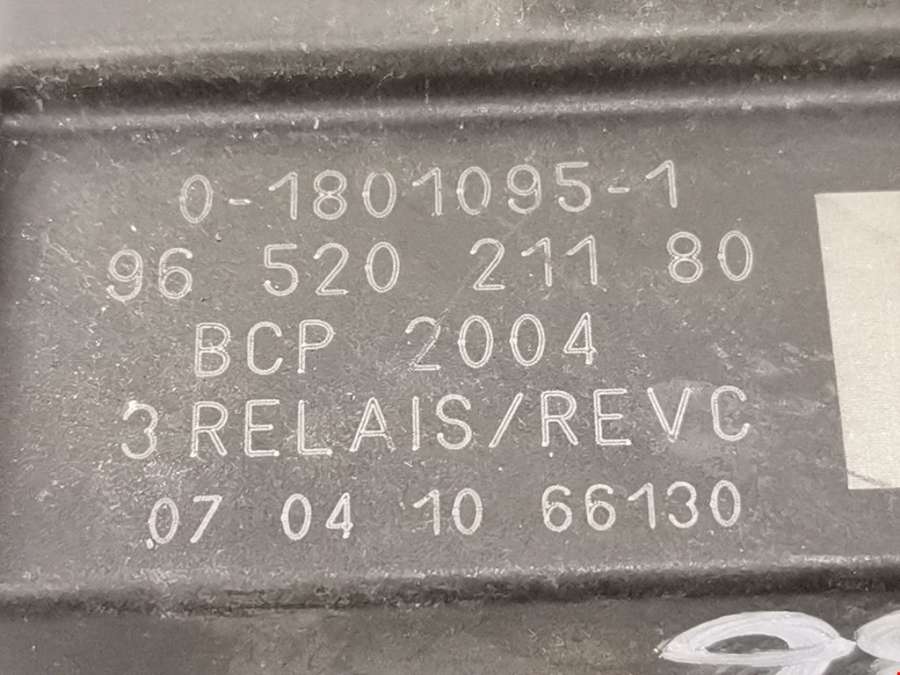 0-1801095-1
96 520 211 80
BCP 2004
3 RELAIS/REVC
07 04 10 66130